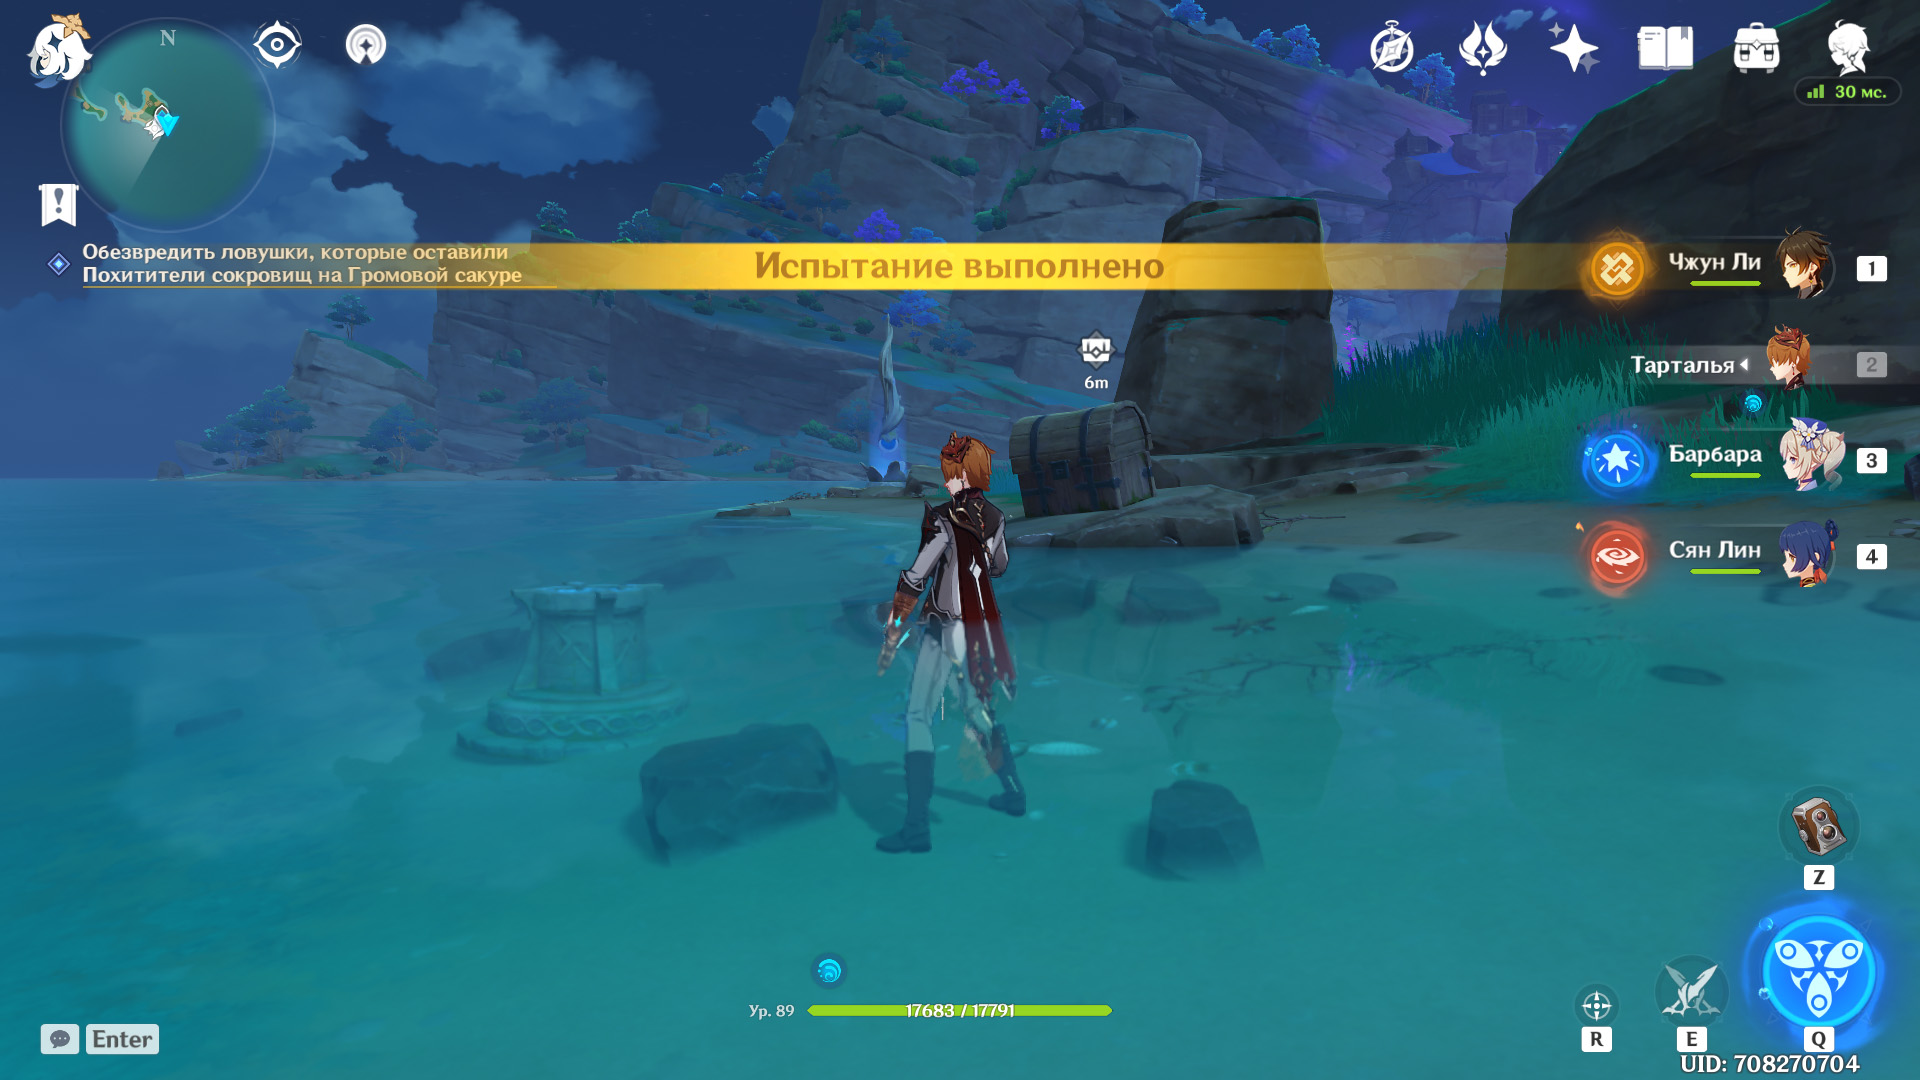 N
30 мс.
Обезвредить ловушки, которые оставили
Похитители сокровищ на Громовой сакуре
Испытание выполнено
Чжун Ли
1
6m
Тарталья
2
Барбара
3
Сян Лин
4
Z
Ур. 89
17683 / 17791
Enter
R
E
Q
UID: 708270704